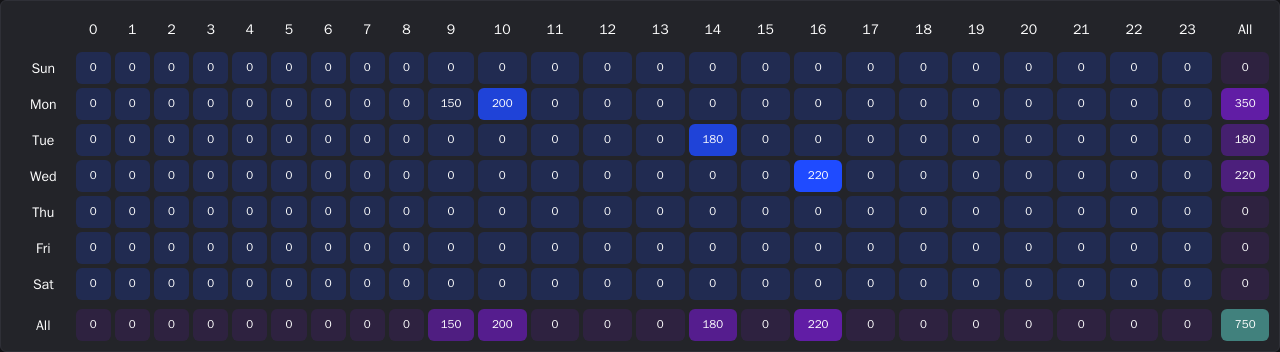 0 1 2 3 4 5 6 7 8 9 10 11 12 13 14 15 16 17 18 19 20 21 22 23 All
Sun 0 0 0 0 0 0 0 0 0 0 0 0 0 0 0 0 0 0 0 0 0 0 0 0 0
Mon 0 0 0 0 0 0 0 0 0 150 200 0 0 0 0 0 0 0 0 0 0 0 0 0 350
Tue 0 0 0 0 0 0 0 0 0 0 0 0 0 0 180 0 0 0 0 0 0 0 0 0 180
Wed 0 0 0 0 0 0 0 0 0 0 0 0 0 0 0 0 220 0 0 0 0 0 0 0 220
Thu 0 0 0 0 0 0 0 0 0 0 0 0 0 0 0 0 0 0 0 0 0 0 0 0 0
Fri 0 0 0 0 0 0 0 0 0 0 0 0 0 0 0 0 0 0 0 0 0 0 0 0 0
Sat 0 0 0 0 0 0 0 0 0 0 0 0 0 0 0 0 0 0 0 0 0 0 0 0 0
All 0 0 0 0 0 0 0 0 0 150 200 0 0 0 180 0 220 0 0 0 0 0 0 0 750